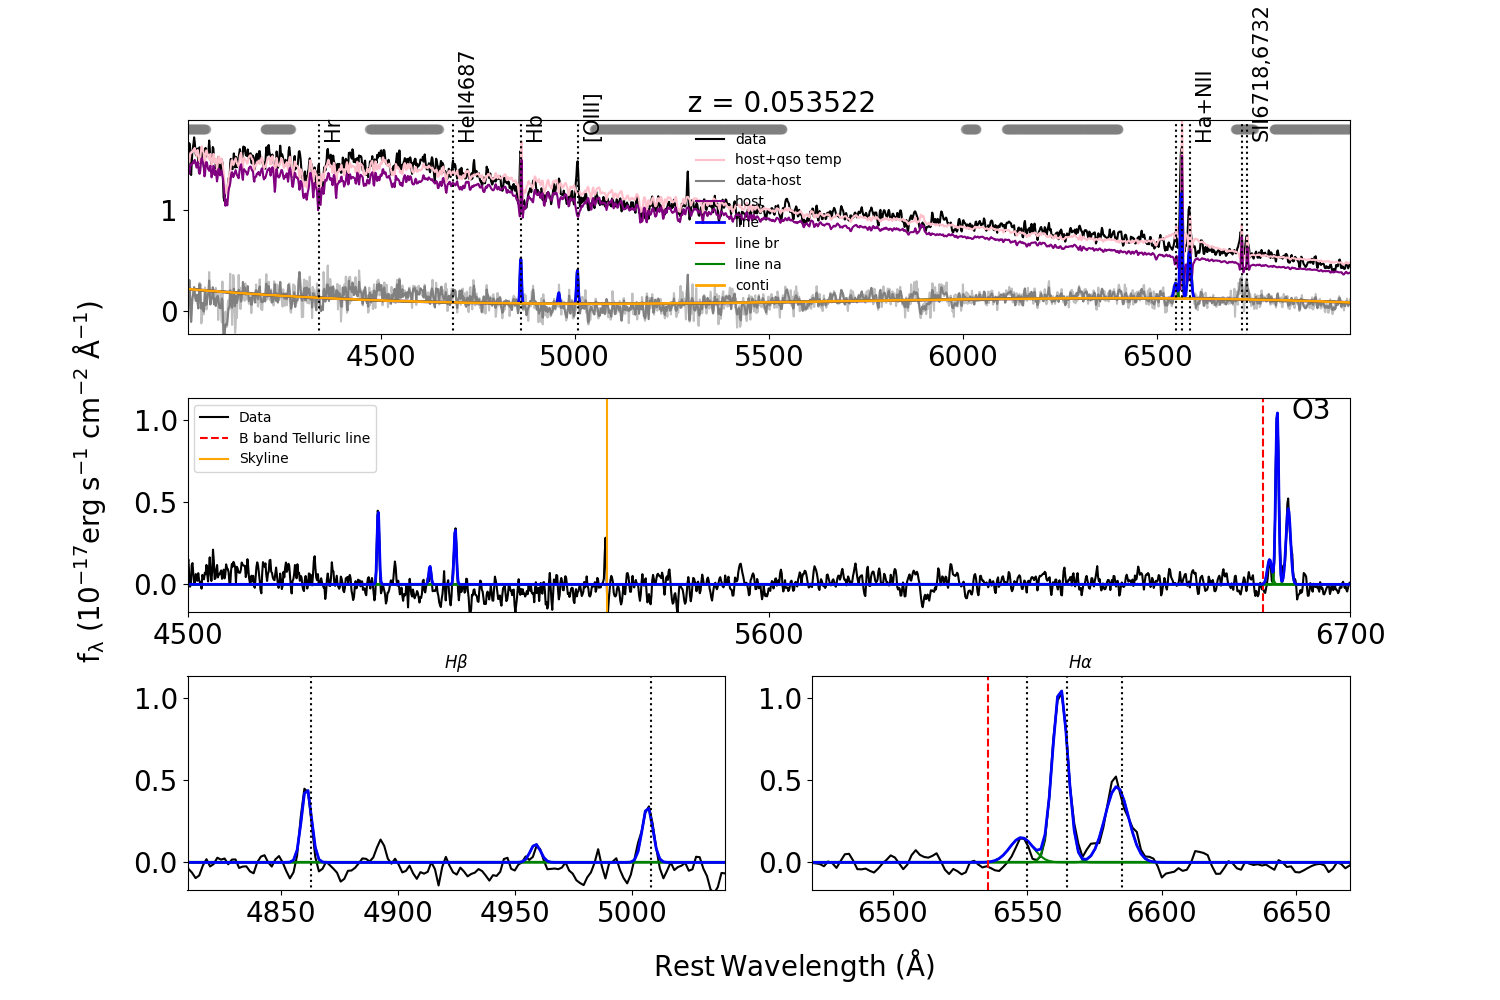 z = 0.053522
Hr
HeII4687
Hb
[OIII]
Ha+NII
SII6718,6732
data
host+qso temp
data-host
host
line
line br
line na
conti
1
0
4500
5000
5500
6000
6500
f_λ (10^{-17}erg s^{-1} cm^{-2} Å^{-1})
Data
B band Telluric line
Skyline
O3
1.0
0.5
0.0
4500
5600
6700
Hβ
1.0
0.5
0.0
4850
4900
4950
5000
Hα
1.0
0.5
0.0
6500
6550
6600
6650
Rest Wavelength (Å)